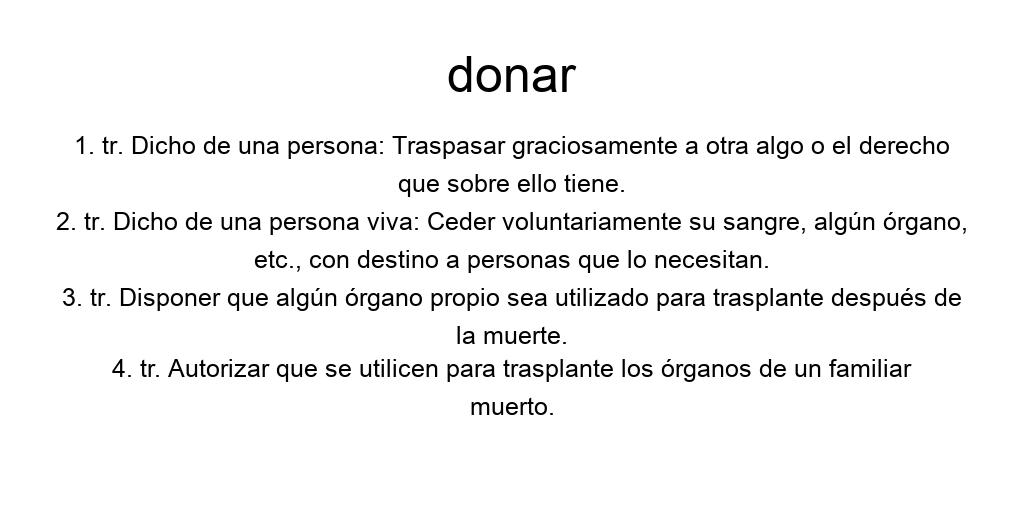 donar
1. tr. Dicho de una persona: Traspasar graciosamente a otra algo o el derecho
que sobre ello tiene.
2. tr. Dicho de una persona viva: Ceder voluntariamente su sangre, algún órgano,
etc., con destino a personas que lo necesitan.
3. tr. Disponer que algún órgano propio sea utilizado para trasplante después de
la muerte.
4. tr. Autorizar que se utilicen para trasplante los órganos de un familiar
muerto.